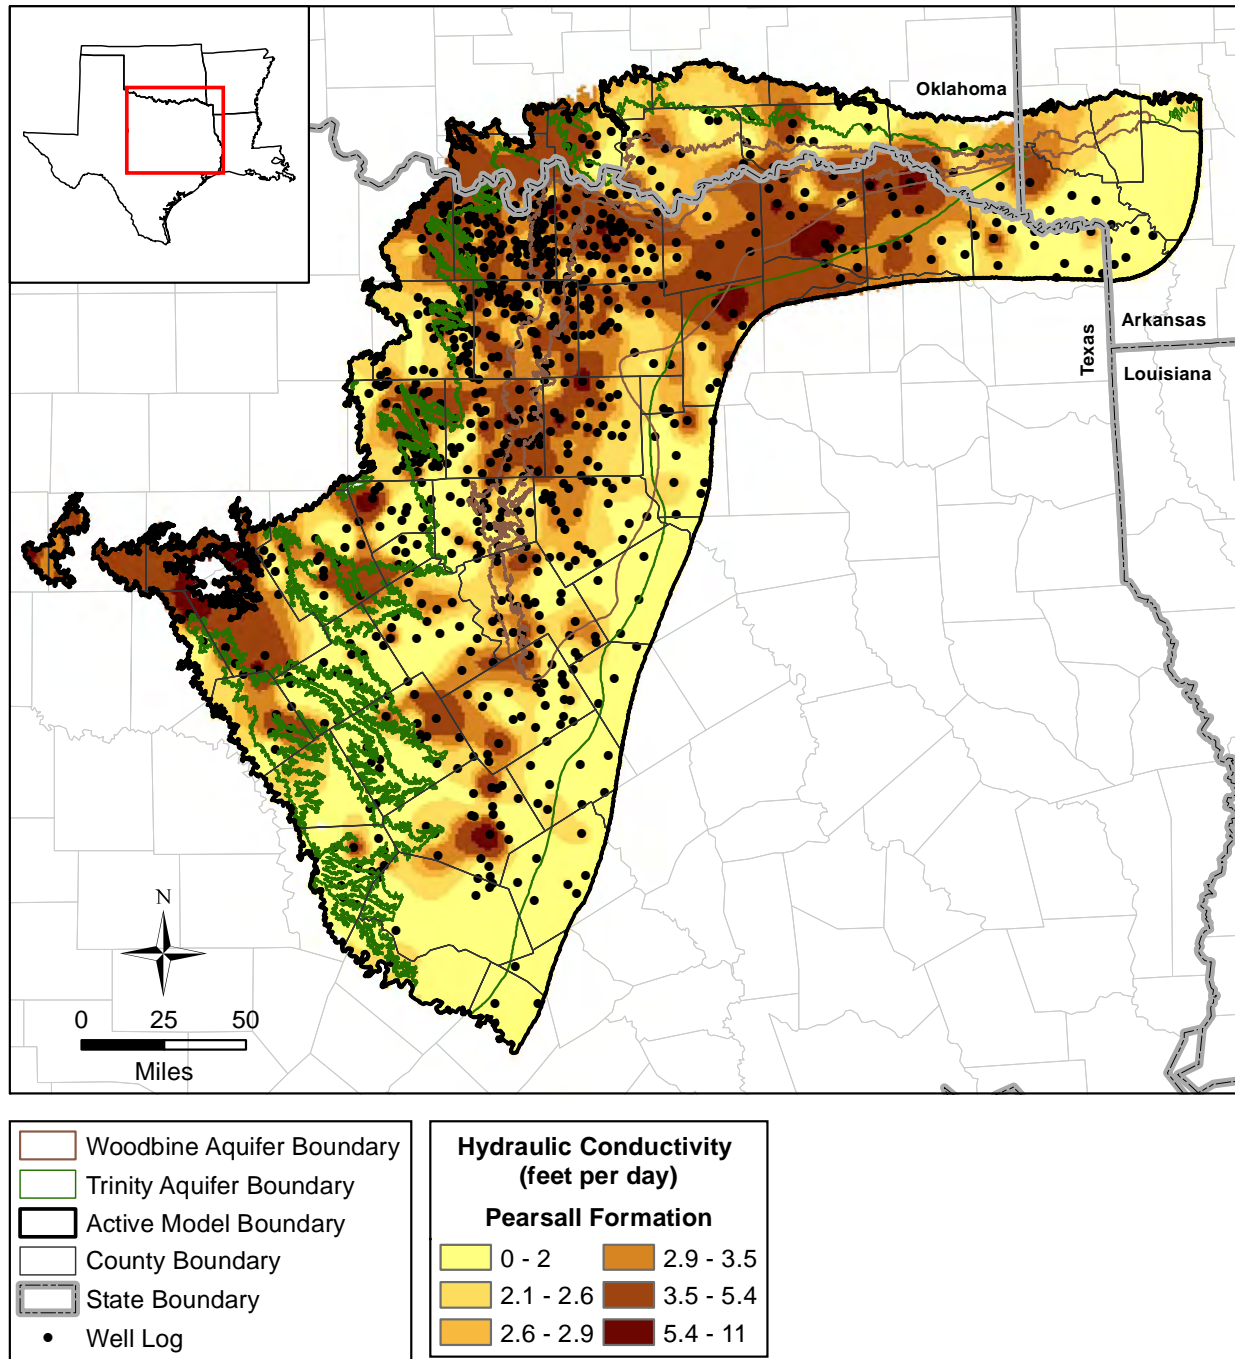 Oklahoma
Texas
Arkansas
Louisiana
N
0 25 50
Miles
Woodbine Aquifer Boundary
Trinity Aquifer Boundary
Active Model Boundary
County Boundary
State Boundary
Well Log
Hydraulic Conductivity
(feet per day)
Pearsall Formation
0 - 2
2.1 - 2.6
2.6 - 2.9
2.9 - 3.5
3.5 - 5.4
5.4 - 11